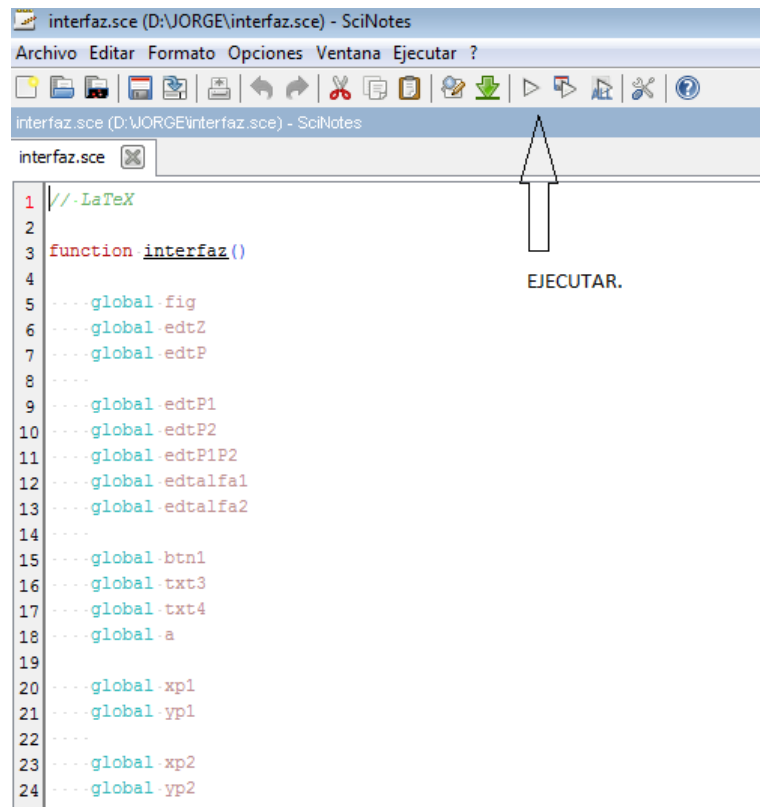 interfaz.sce (D:\JORGE\interfaz.sce) - SciNotes
Archivo Editar Formato Opciones Ventana Ejecutar ?
interfaz.sce (D:\JORGE\interfaz.sce) - SciNotes
interfaz.sce
1 // LaTeX
2
3 function interfaz()
EJECUTAR.
4
5 global fig
6 global edtZ
7 global edtP
8
9 global edtP1
10 global edtP2
11 global edtP1P2
12 global edtalfa1
13 global edtalfa2
14
15 global btn1
16 global txt3
17 global txt4
18 global a
19
20 global xp1
21 global yp1
22
23 global xp2
24 global yp2